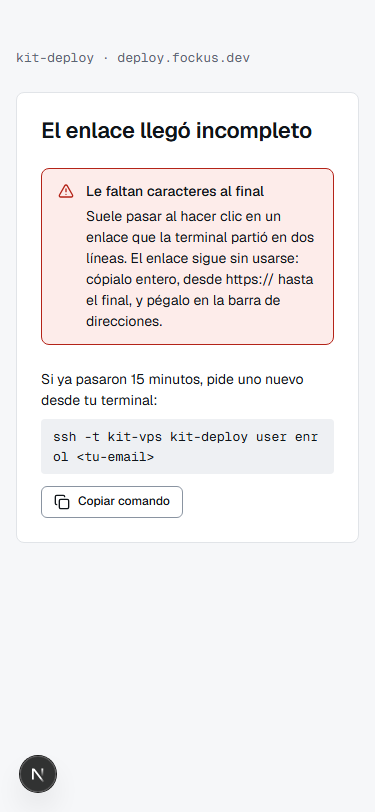 kit-deploy · deploy.fockus.dev
El enlace llegó incompleto
Le faltan caracteres al final
Suele pasar al hacer clic en un
enlace que la terminal partió en dos
líneas. El enlace sigue sin usarse:
cópialo entero, desde https:// hasta
el final, y pégalo en la barra de
direcciones.
Si ya pasaron 15 minutos, pide uno nuevo
desde tu terminal:
ssh -t kit-vps kit-deploy user enr
ol <tu-email>
Copiar comando
N